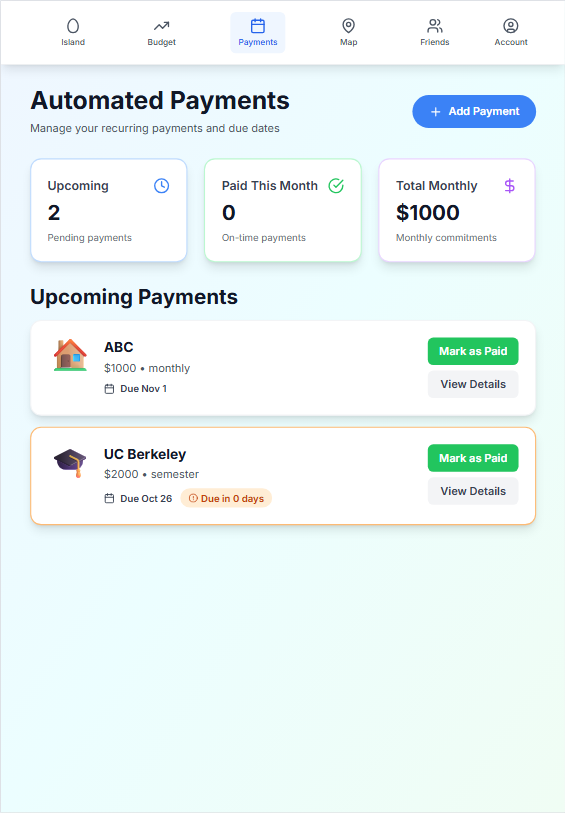 Island Budget Payments Map Friends Account
Automated Payments
Manage your recurring payments and due dates
+ Add Payment
Upcoming
2
Pending payments
Paid This Month
0
On-time payments
Total Monthly
$1000
Monthly commitments
Upcoming Payments
ABC
$1000 • monthly
Due Nov 1
Mark as Paid
View Details
UC Berkeley
$2000 • semester
Due Oct 26 Due in 0 days
Mark as Paid
View Details